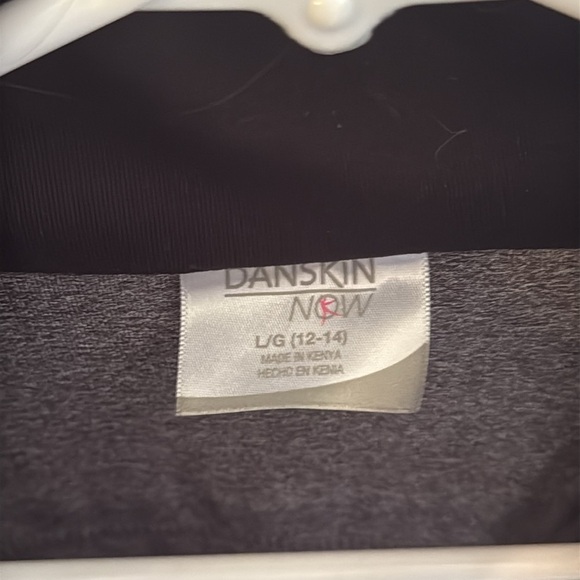 DANSKIN
NOW
L/G (12-14)
MADE IN KENYA
HECHO EN KENIA